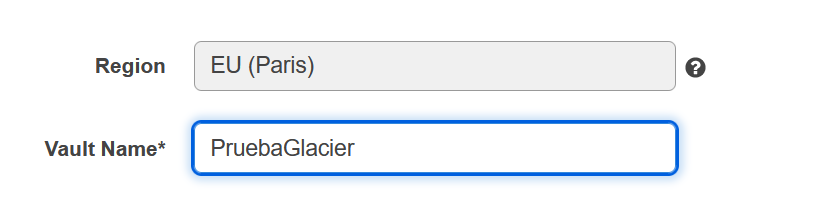 Region EU (Paris) ?
Vault Name* PruebaGlacier